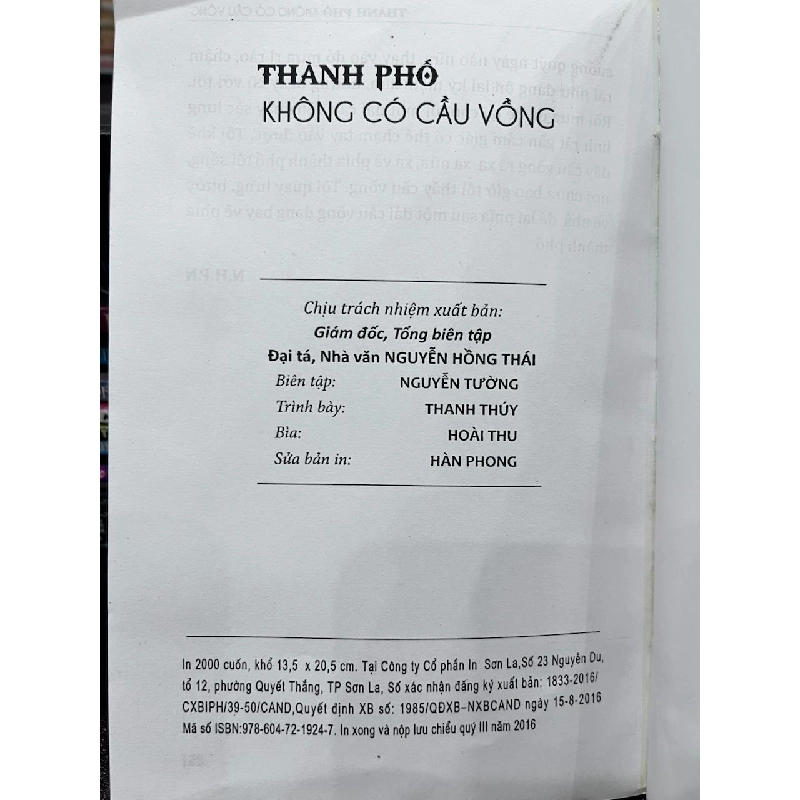 THÀNH PHỐ
KHÔNG CÓ CẦU VỒNG
Chịu trách nhiệm xuất bản:
Giám đốc, Tổng biên tập
Đại tá, Nhà văn NGUYỄN HỒNG THÁI
Biên tập: NGUYỄN TƯỜNG
Trình bày: THANH THÚY
Bìa: HOÀI THU
Sửa bản in: HÀN PHONG
In 2000 cuốn, khổ 13,5 x 20,5 cm. Tại Công ty Cổ phần In Sơn La,Số 23 Nguyễn Du,
tổ 12, phường Quyết Thắng, TP Sơn La, Số xác nhận đăng ký xuất bản: 1833-2016/
CXBIPH/39-50/CAND,Quyết định XB số: 1985/QĐXB–NXBCAND ngày 15-8-2016
Mã số ISBN:978-604-72-1924-7. In xong và nộp lưu chiểu quý III năm 2016